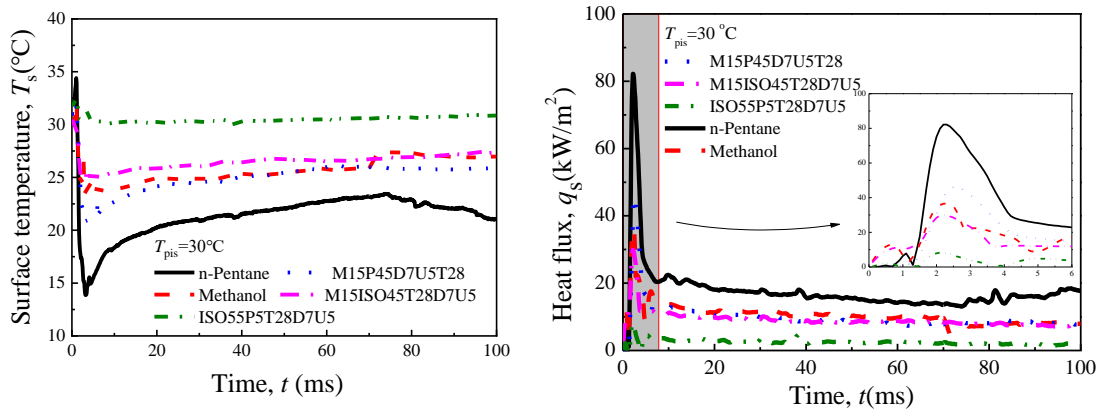 Surface temperature, Tₛ(°C)
40
35
30
25
20
15
10
T_pis=30°C
n-Pentane
M15P45D7U5T28
Methanol
M15ISO45T28D7U5
ISO55P5T28D7U5
0
20
40
60
80
100
Time, t (ms)
Heat flux, qₛ(kW/m²)
100
80
60
40
20
0
T_pis=30 °C
M15P45D7U5T28
M15ISO45T28D7U5
ISO55P5T28D7U5
n-Pentane
Methanol
100
80
60
40
20
0
0
1
2
3
4
5
6
0
20
40
60
80
100
Time, t(ms)